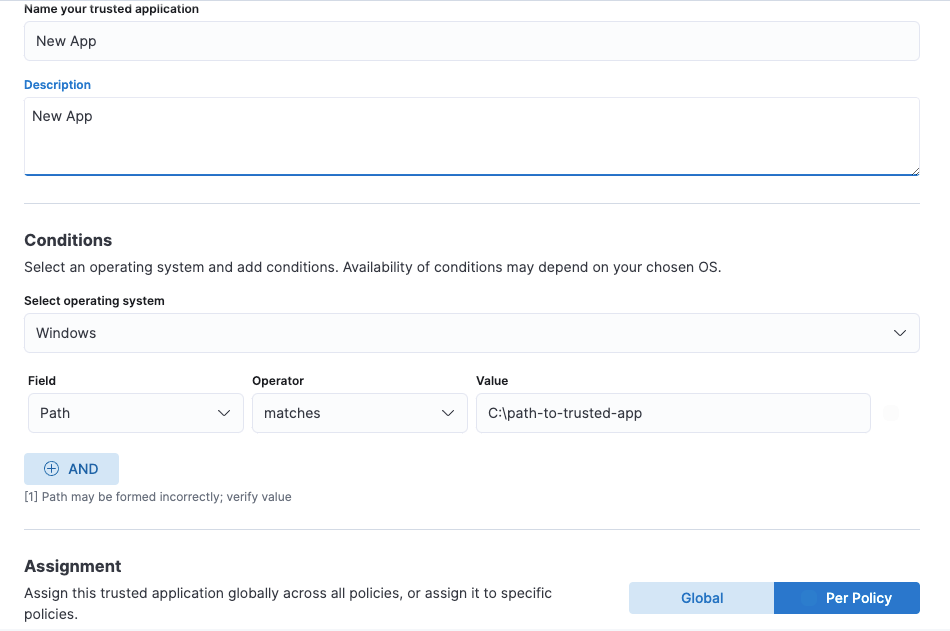 Name your trusted application
New App
Description
New App
Conditions
Select an operating system and add conditions. Availability of conditions may depend on your chosen OS.
Select operating system
Windows
Field
Operator
Value
Path
matches
C:\path-to-trusted-app
AND
[1] Path may be formed incorrectly; verify value
Assignment
Assign this trusted application globally across all policies, or assign it to specific
policies.
Global
Per Policy